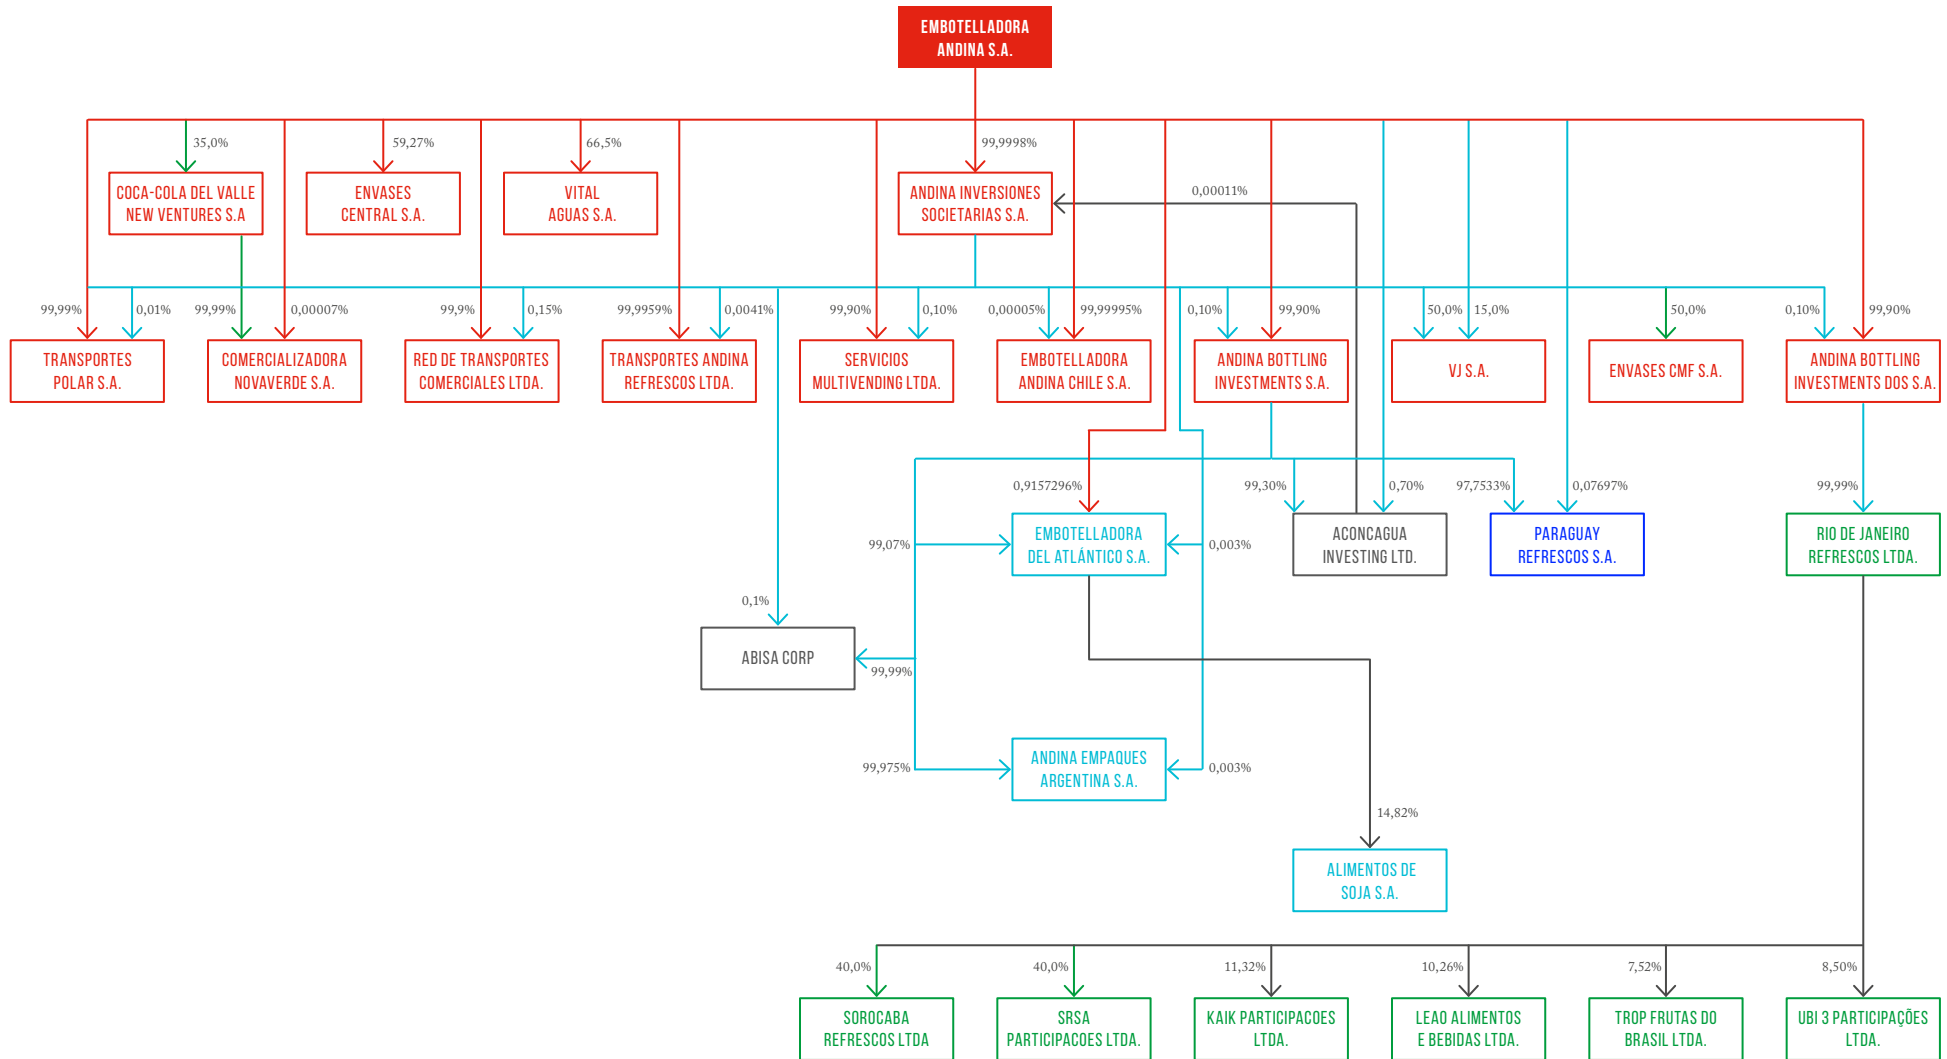 EMBOTELLADORA
ANDINA S.A.
35,0%
59,27%
66,5%
99,9998%
COCA-COLA DEL VALLE
NEW VENTURES S.A
ENVASES
CENTRAL S.A.
VITAL
AGUAS S.A.
ANDINA INVERSIONES
SOCIETARIAS S.A.
0,00011%
99,99%
0,01%
99,99%
0,00007%
99,9%
0,15%
99,9959%
0,0041%
99,90%
0,10%
0,00005%
99,99995%
0,10%
99,90%
50,0%
15,0%
50,0%
0,10%
99,90%
TRANSPORTES
POLAR S.A.
COMERCIALIZADORA
NOVAVERDE S.A.
RED DE TRANSPORTES
COMERCIALES LTDA.
TRANSPORTES ANDINA
REFRESCOS LTDA.
SERVICIOS
MULTIVENDING LTDA.
EMBOTELLADORA
ANDINA CHILE S.A.
ANDINA BOTTLING
INVESTMENTS S.A.
VJ S.A.
ENVASES CMF S.A.
ANDINA BOTTLING
INVESTMENTS DOS S.A.
0,9157296%
99,30%
0,70%
97,7533%
0,07697%
99,99%
99,07%
EMBOTELLADORA
DEL ATLÁNTICO S.A.
0,003%
ACONCAGUA
INVESTING LTD.
PARAGUAY
REFRESCOS S.A.
RIO DE JANEIRO
REFRESCOS LTDA.
0,1%
ABISA CORP
99,99%
99,975%
ANDINA EMPAQUES
ARGENTINA S.A.
0,003%
14,82%
ALIMENTOS DE
SOJA S.A.
40,0%
40,0%
11,32%
10,26%
7,52%
8,50%
SOROCABA
REFRESCOS LTDA
SRSA
PARTICIPACOES LTDA.
KAIK PARTICIPACOES
LTDA.
LEAO ALIMENTOS
E BEBIDAS LTDA.
TROP FRUTAS DO
BRASIL LTDA.
UBI 3 PARTICIPAÇÕES
LTDA.